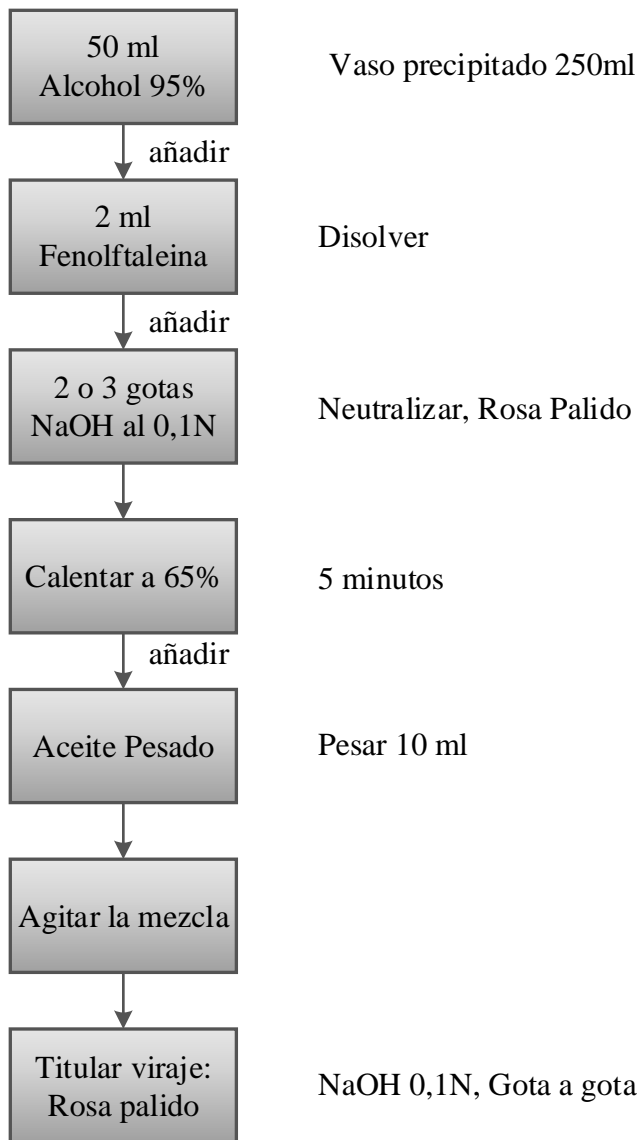 50 ml
Alcohol 95%
Vaso precipitado 250ml
añadir
2 ml
Fenolftaleina
Disolver
añadir
2 o 3 gotas
NaOH al 0,1N
Neutralizar, Rosa Palido
Calentar a 65%
5 minutos
añadir
Aceite Pesado
Pesar 10 ml
Agitar la mezcla
Titular viraje:
Rosa palido
NaOH 0,1N, Gota a gota